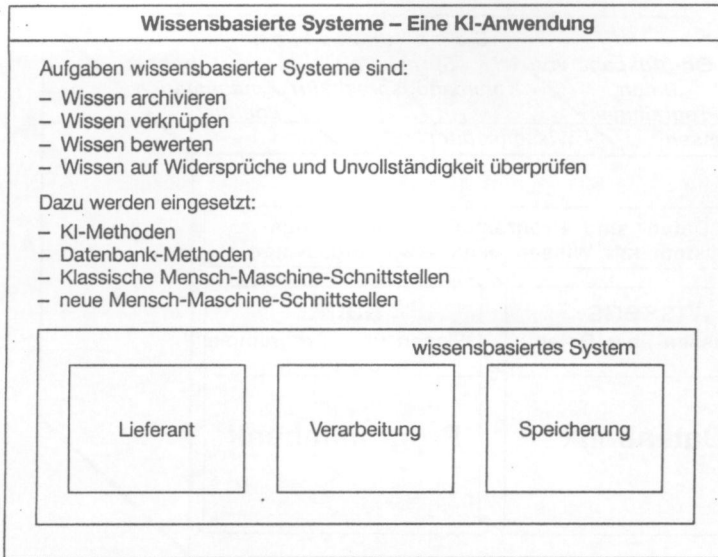 Wissensbasierte Systeme – Eine KI-Anwendung
Aufgaben wissensbasierter Systeme sind:
– Wissen archivieren
– Wissen verknüpfen
– Wissen bewerten
– Wissen auf Widersprüche und Unvollständigkeit überprüfen
Dazu werden eingesetzt:
– KI-Methoden
– Datenbank-Methoden
– Klassische Mensch-Maschine-Schnittstellen
– neue Mensch-Maschine-Schnittstellen
wissensbasiertes System
Lieferant
Verarbeitung
Speicherung